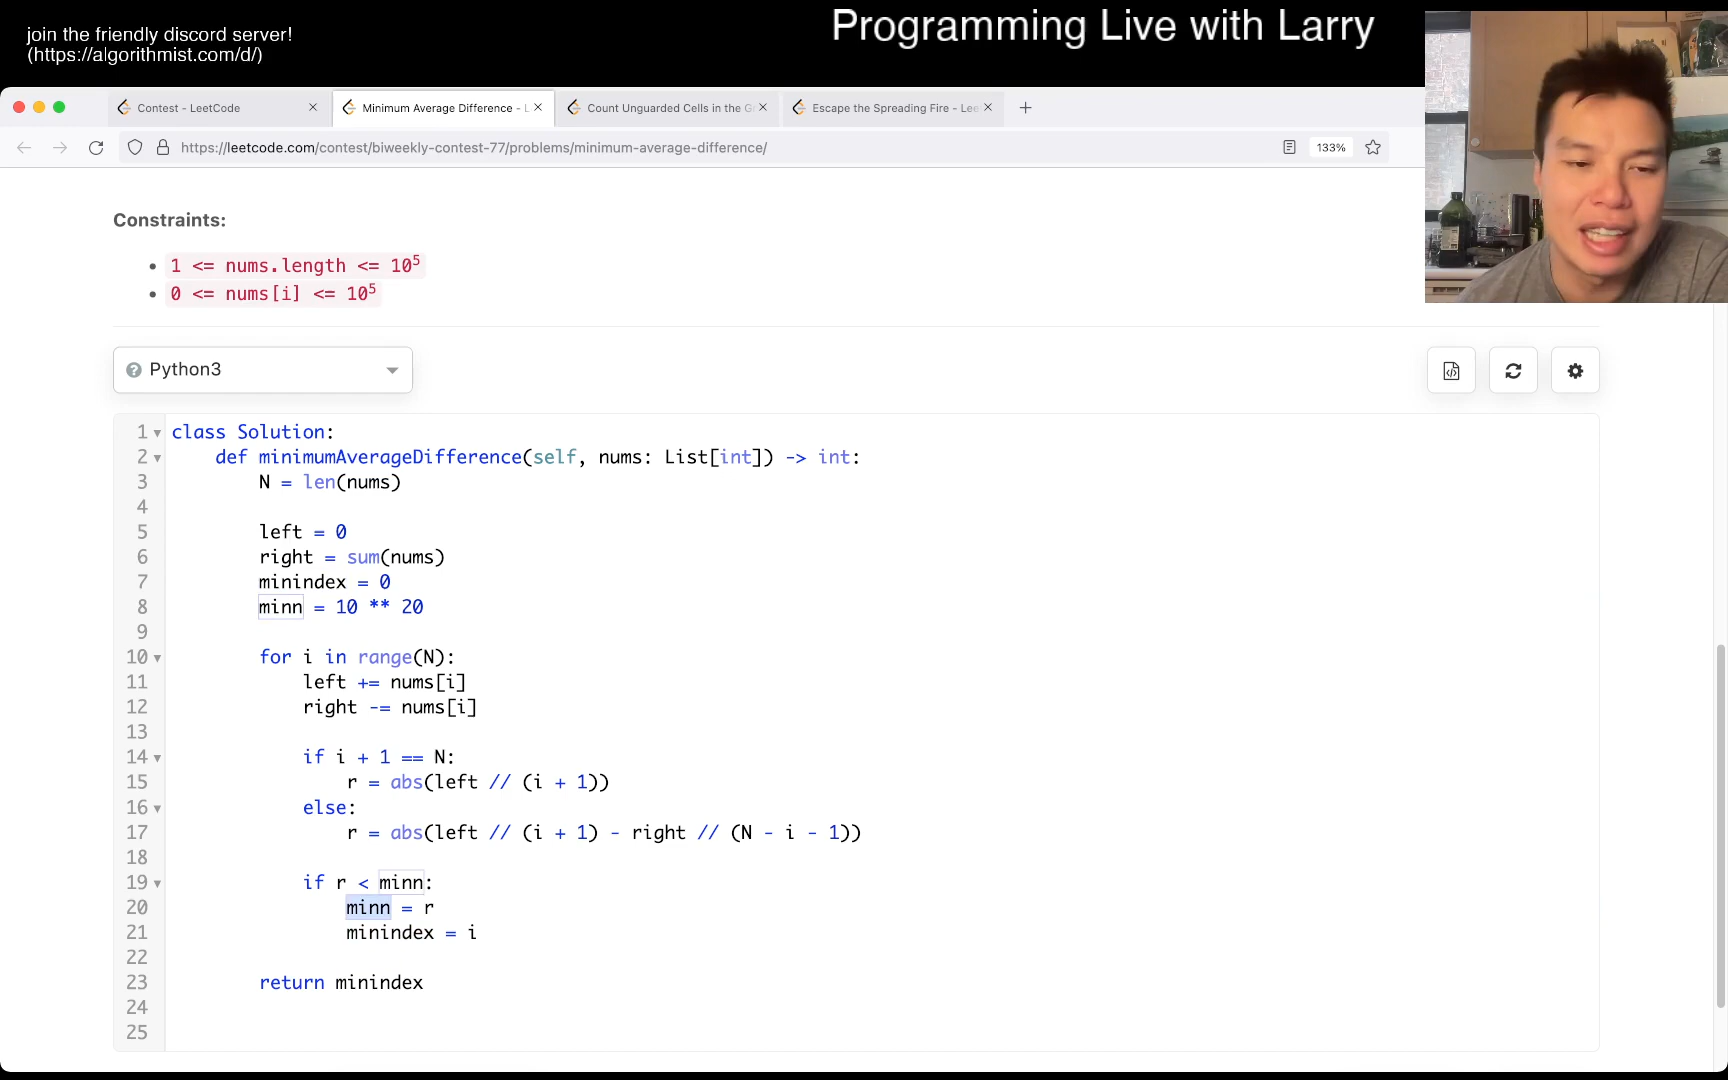 join the friendly discord server!
(https://algorithmist.com/d/)
Programming Live with Larry
Contest - LeetCode
Minimum Average Difference - L
Count Unguarded Cells in the G
Escape the Spreading Fire - Lee
https://leetcode.com/contest/biweekly-contest-77/problems/minimum-average-difference/
133%
Constraints:
• 1 <= nums.length <= 10⁵
• 0 <= nums[i] <= 10⁵
Python3
1 class Solution:
2     def minimumAverageDifference(self, nums: List[int]) -> int:
3         N = len(nums)
4
5         left = 0
6         right = sum(nums)
7         minindex = 0
8         minn = 10 ** 20
9
10         for i in range(N):
11             left += nums[i]
12             right -= nums[i]
13
14             if i + 1 == N:
15                 r = abs(left // (i + 1))
16             else:
17                 r = abs(left // (i + 1) - right // (N - i - 1))
18
19             if r < minn:
20                 minn = r
21                 minindex = i
22
23         return minindex
24
25